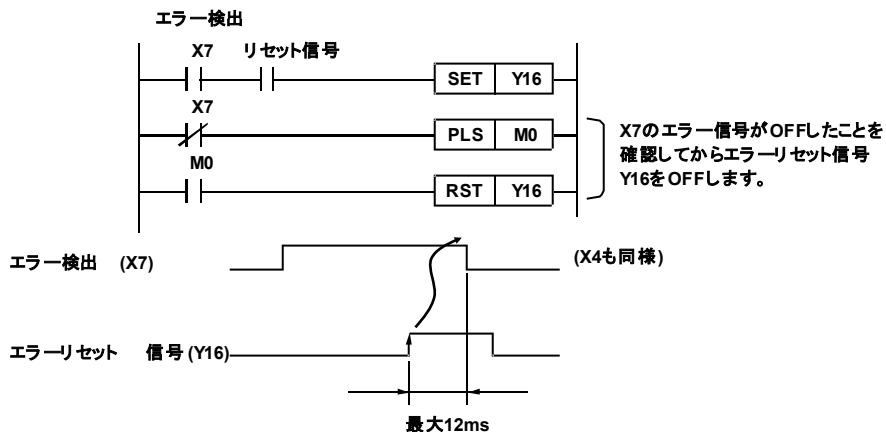 エラー検出
X7 リセット信号
SET Y16
X7
PLS M0
M0
RST Y16
X7のエラー信号がOFFしたことを
確認してからエラーリセット信号
Y16をOFFします。
エラー検出 (X7)
(X4も同様)
エラーリセット 信号(Y16)
最大12ms